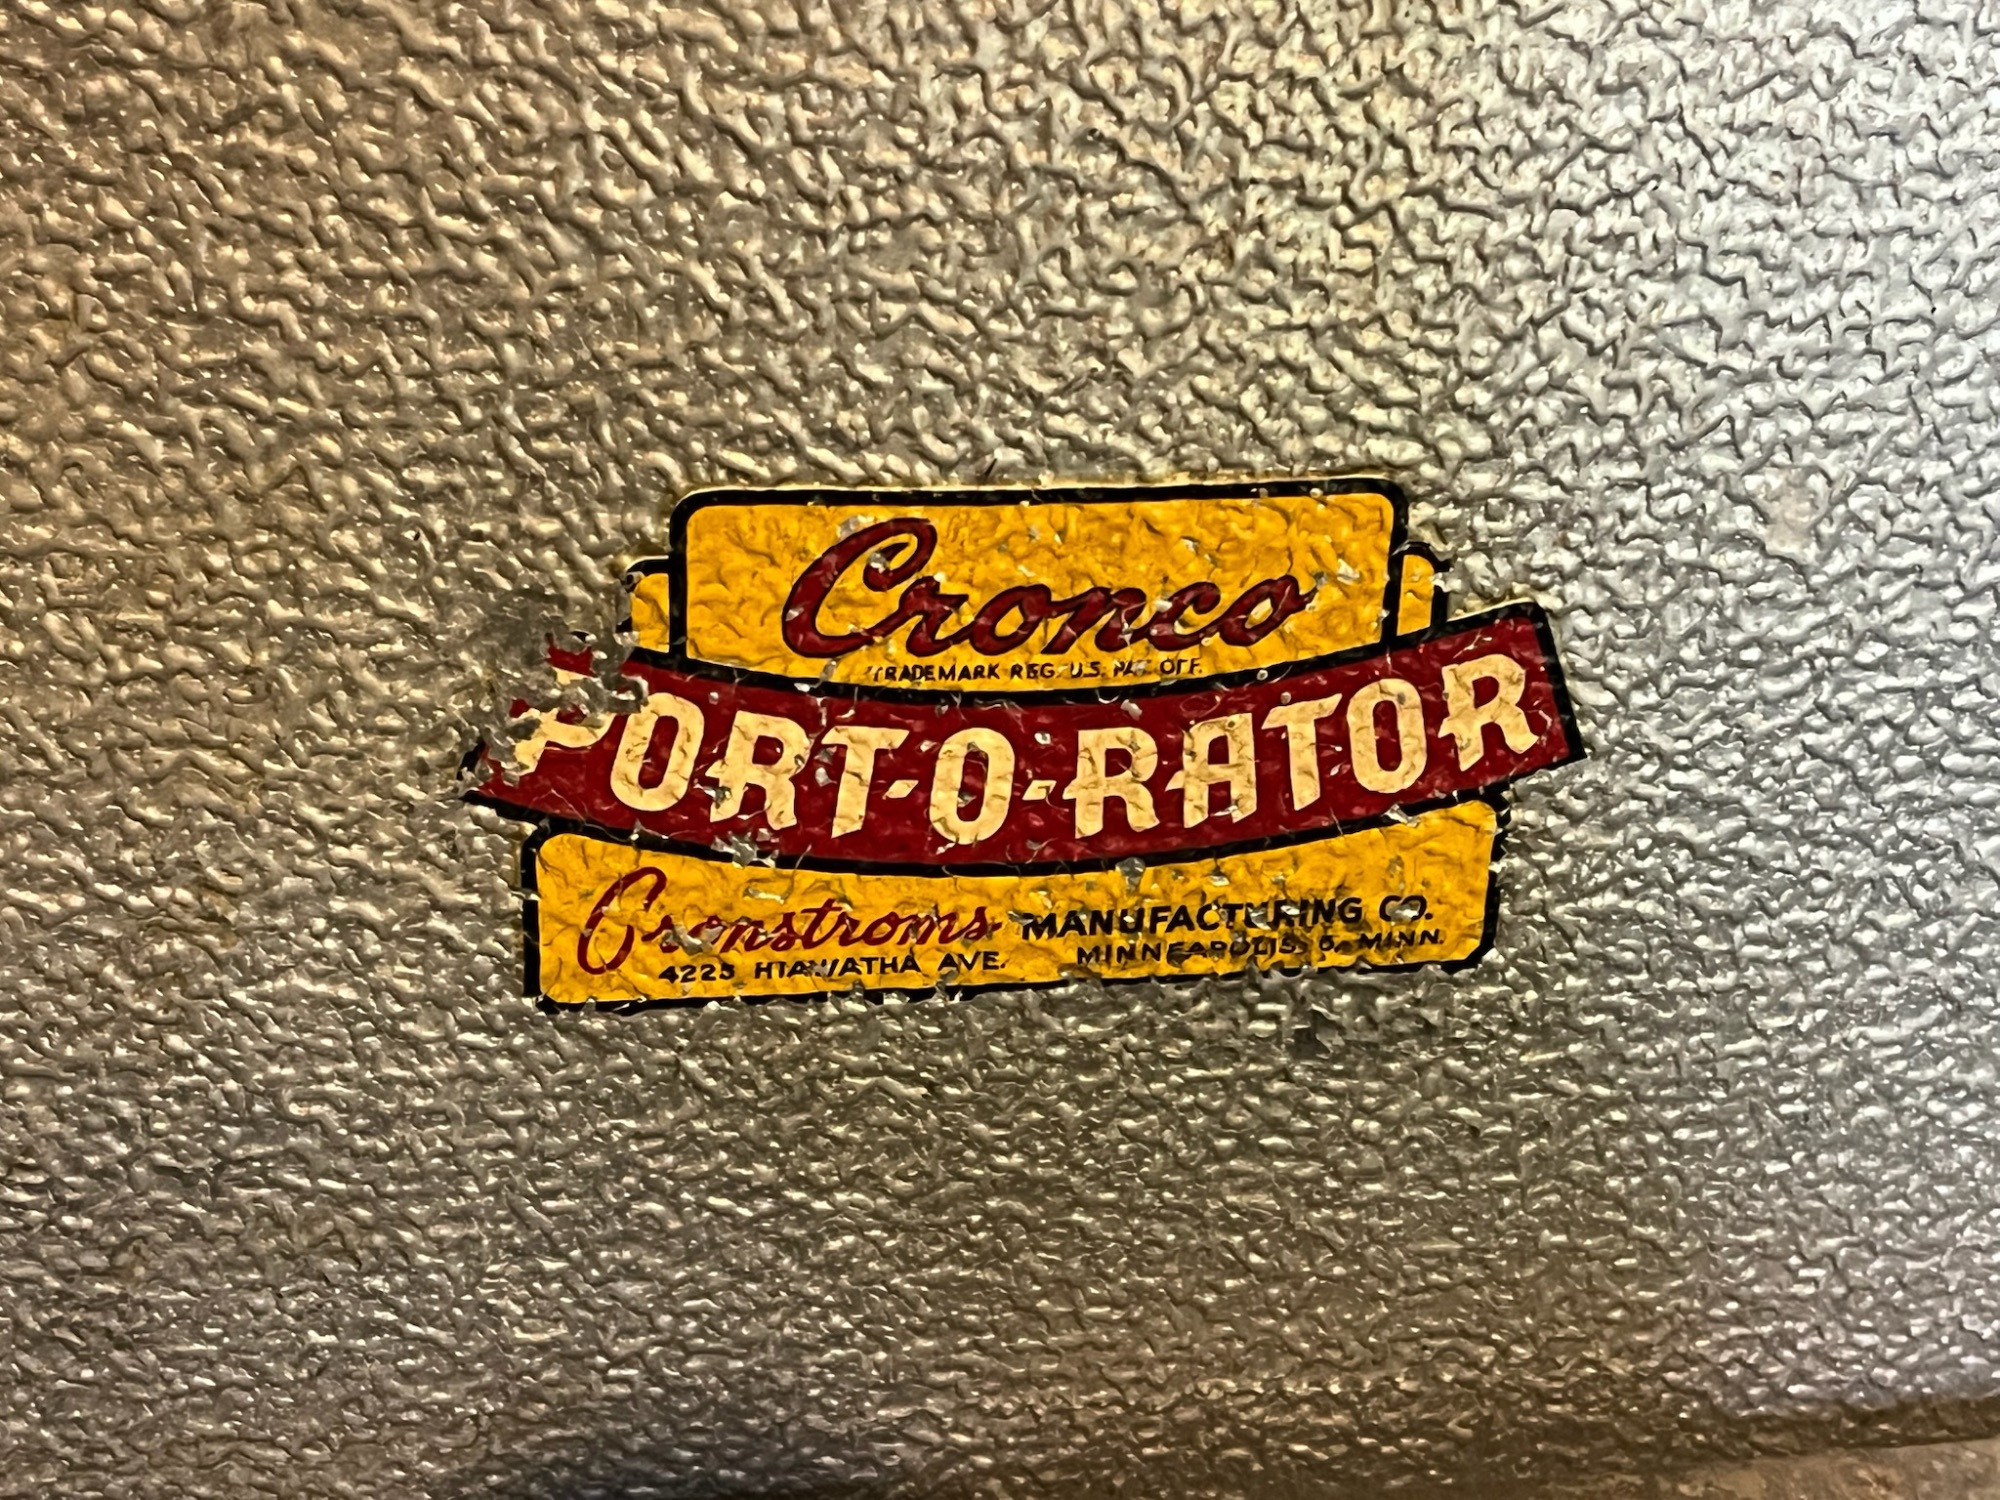 Cronco
TRADEMARK REG. U.S. PAT. OFF.
PORT-O-RATOR
Cronstroms MANUFACTURING CO.
4225 HIAWATHA AVE. MINNEAPOLIS, 6, MINN.